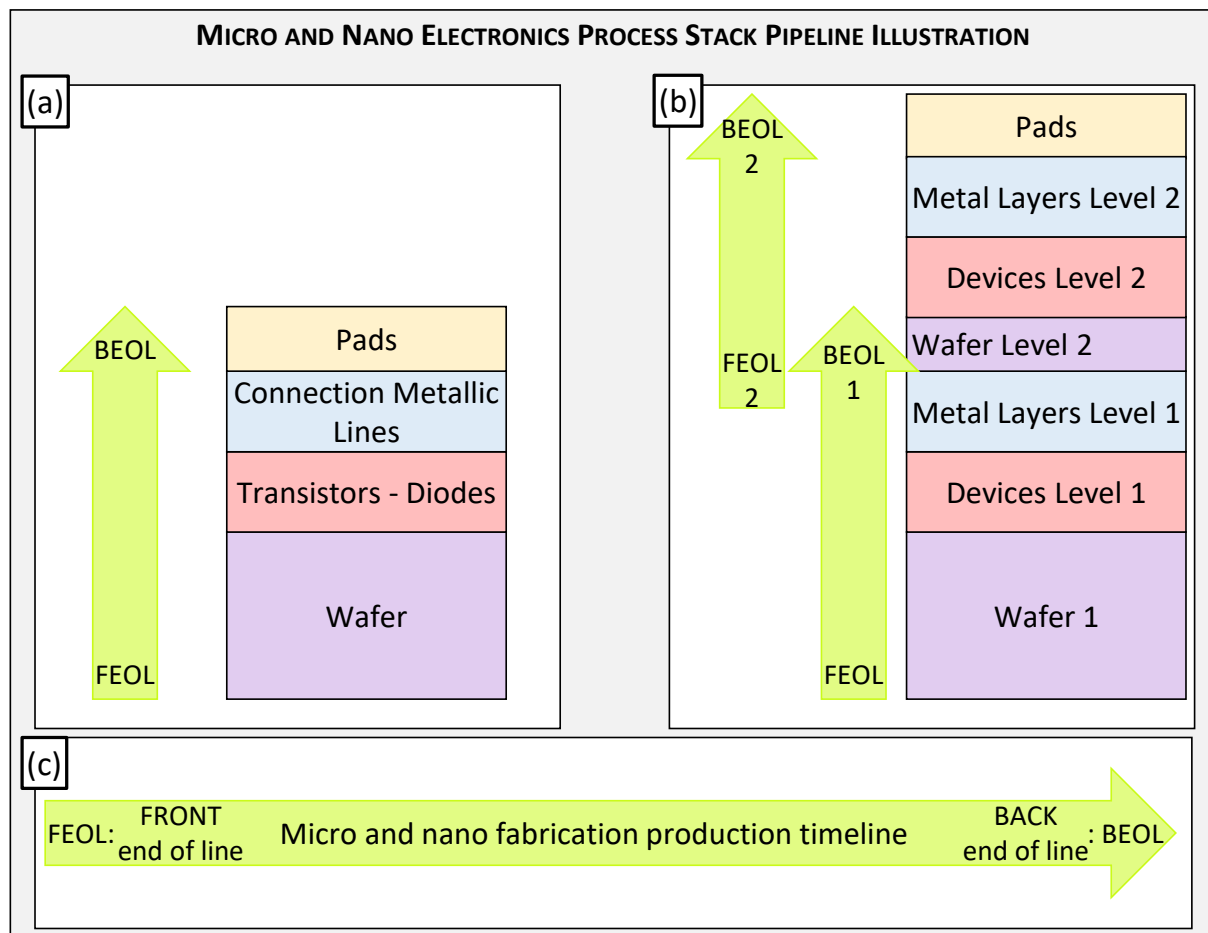 MICRO AND NANO ELECTRONICS PROCESS STACK PIPELINE ILLUSTRATION
(a)
BEOL
FEOL
Pads
Connection Metallic
Lines
Transistors - Diodes
Wafer
(b)
BEOL
2
FEOL
2
BEOL
1
FEOL
Pads
Metal Layers Level 2
Devices Level 2
Wafer Level 2
Metal Layers Level 1
Devices Level 1
Wafer 1
(c)
FEOL: FRONT
end of line
Micro and nano fabrication production timeline
BACK
end of line : BEOL